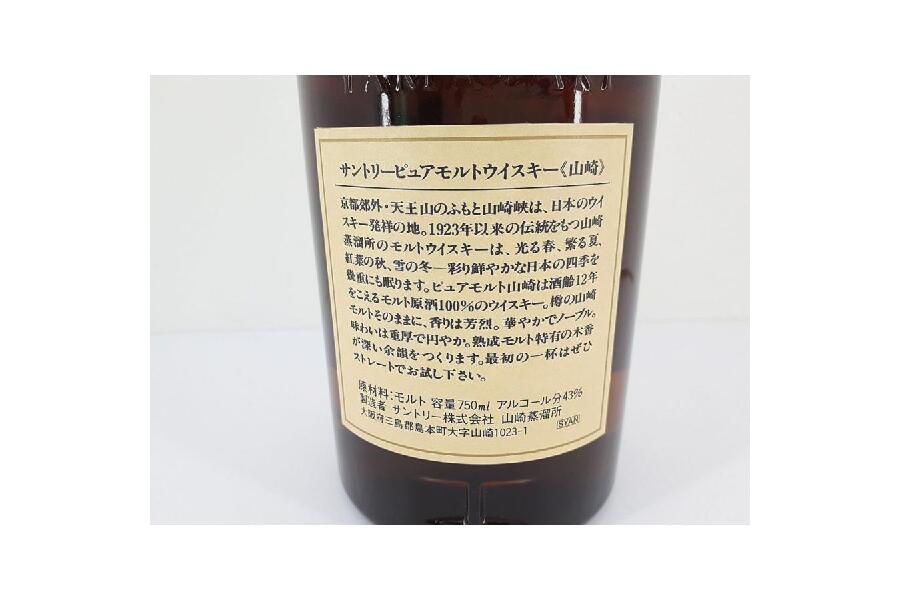 サントリーピュアモルトウイスキー《山崎》
京都郊外・天王山のふもと山崎峡は、日本のウイ
スキー発祥の地。1923年以来の伝統をもつ山崎
蒸溜所のモルトウイスキーは、光る春、繁る夏、
紅葉の秋、雪の冬―彩り鮮やかな日本の四季を
幾重にも眠ります。ピュアモルト山崎は酒齢12年
をこえるモルト原酒100%のウイスキー。樽の山崎
モルトそのままに、香りは芳烈。華やかでノーブル。
味わいは重厚で円やか。熟成モルト特有の木香
が深い余韻をつくります。最初の一杯はぜひ
ストレートでお試し下さい。
原材料:モルト 容量750ml アルコール分43%
製造者 サントリー株式会社 山崎蒸溜所
大阪府三島郡島本町大字山崎1023-1
SYAR